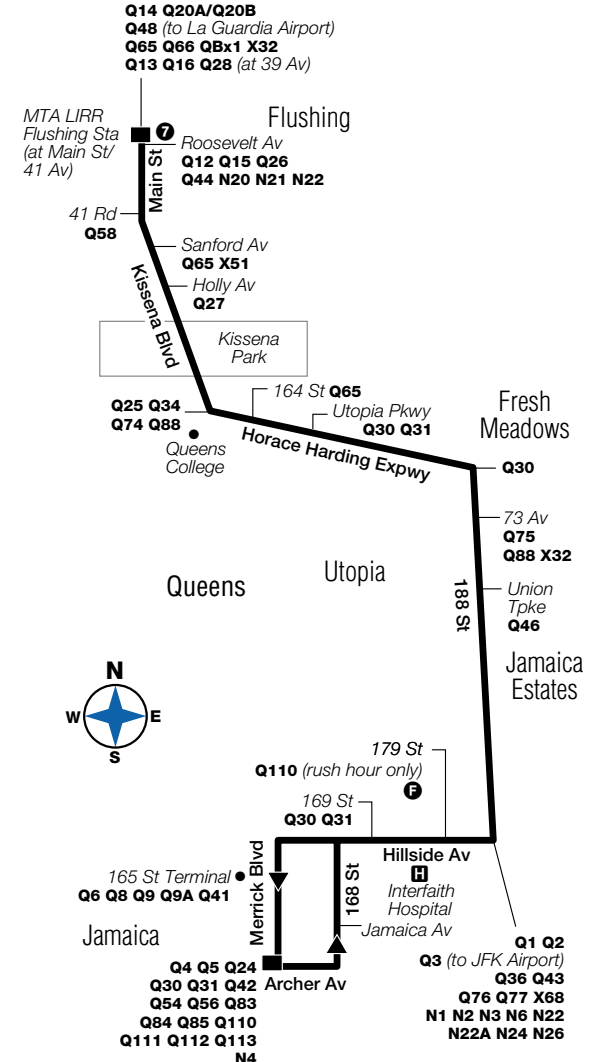 Q14 Q20A/Q20B
Q48 (to La Guardia Airport)
Q65 Q66 QBx1 X32
Q13 Q16 Q28 (at 39 Av)
MTA LIRR
Flushing Sta
(at Main St/
41 Av)
7
Flushing
Main St
Roosevelt Av
Q12 Q15 Q26
Q44 N20 N21 N22
41 Rd
Q58
Sanford Av
Q65 X51
Holly Av
Q27
Kissena Blvd
Kissena
Park
Q25 Q34
Q74 Q88
Queens
College
164 St Q65
Utopia Pkwy
Q30 Q31
Horace Harding Expwy
Fresh
Meadows
Q30
73 Av
Q75
Q88 X32
Union
Tpke
Q46
188 St
Queens
Utopia
Jamaica
Estates
N
W
E
S
179 St
Q110 (rush hour only)
F
169 St
Q30 Q31
Hillside Av
H
Interfaith
Hospital
Merrick Blvd
168 St
165 St Terminal
Q6 Q8 Q9 Q9A Q41
Jamaica Av
Jamaica
Archer Av
Q4 Q5 Q24
Q30 Q31 Q42
Q54 Q56 Q83
Q84 Q85 Q110
Q111 Q112 Q113
N4
Q1 Q2
Q3 (to JFK Airport)
Q36 Q43
Q76 Q77 X68
N1 N2 N3 N6 N22
N22A N24 N26